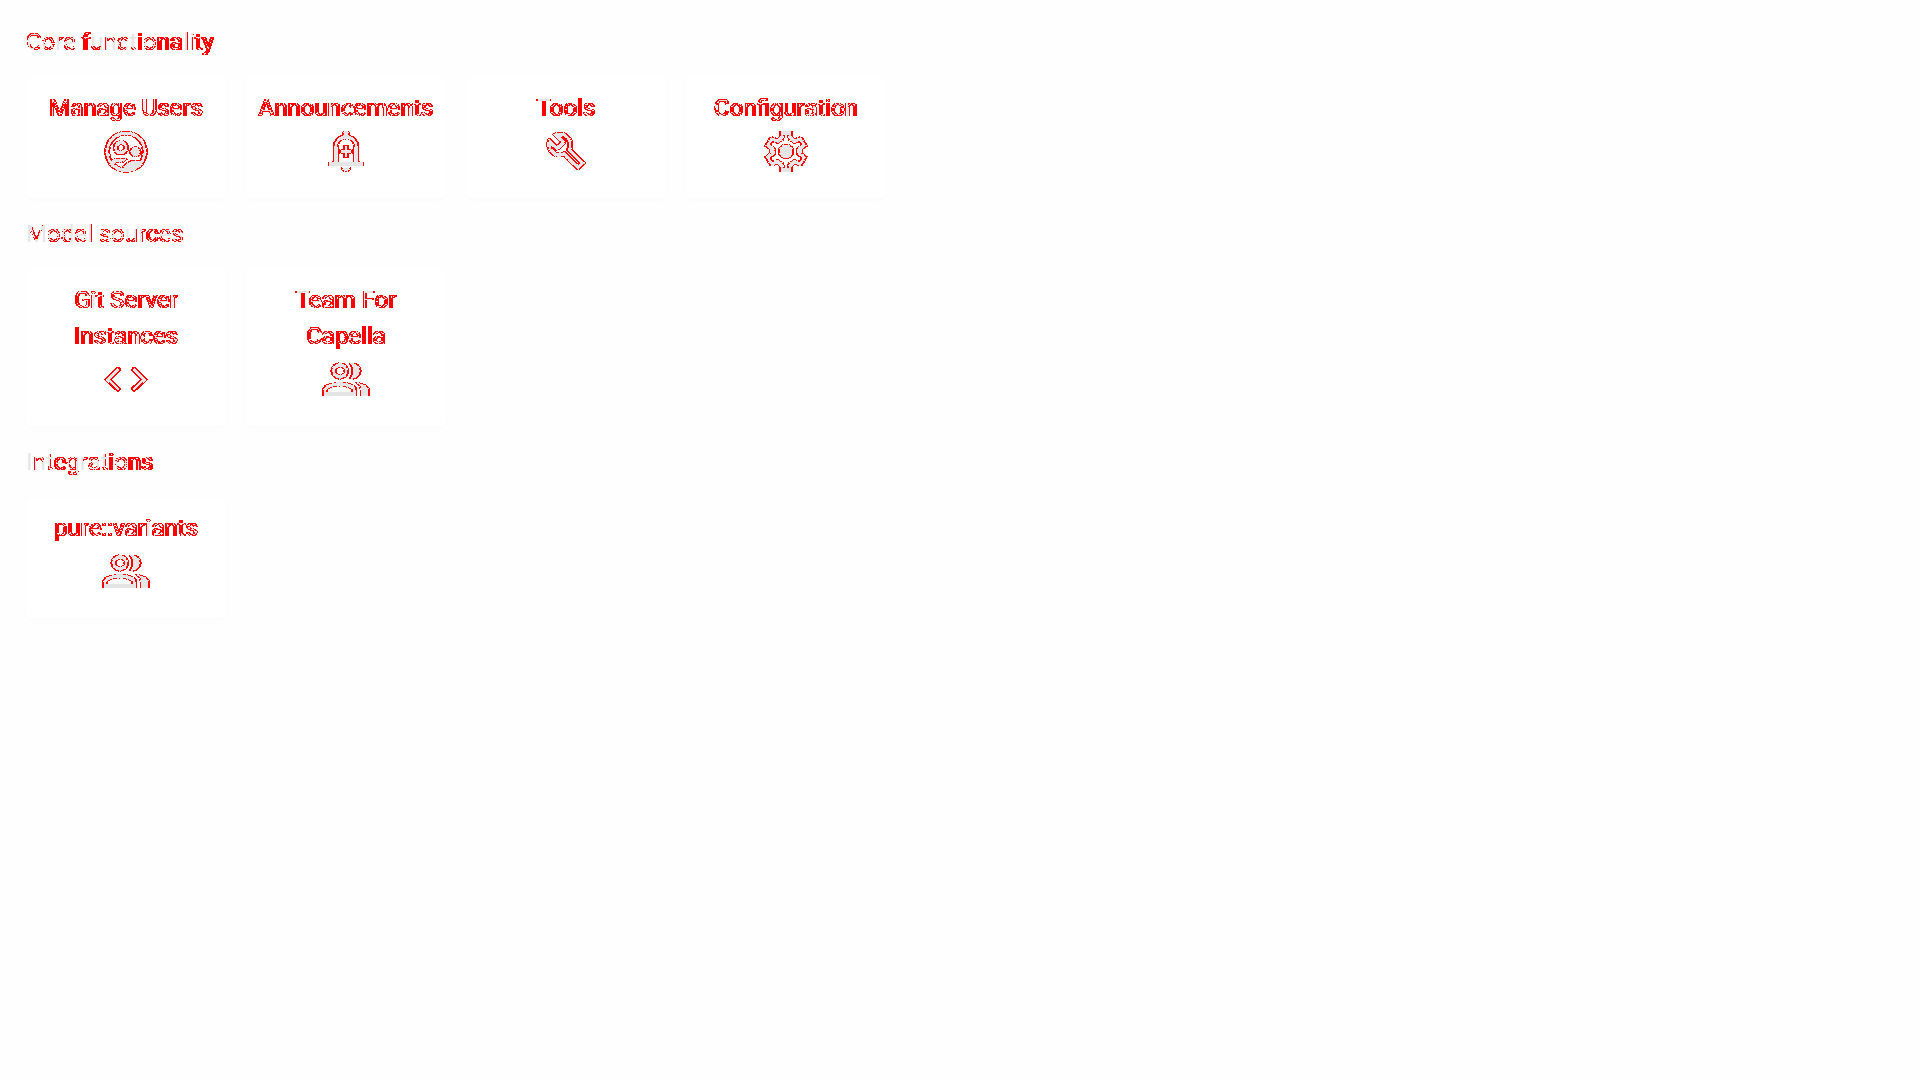 Core functionality
Manage Users
Announcements
Tools
Configuration
Model sources
Git Server
Instances
Team For
Capella
Integrations
pure::variants